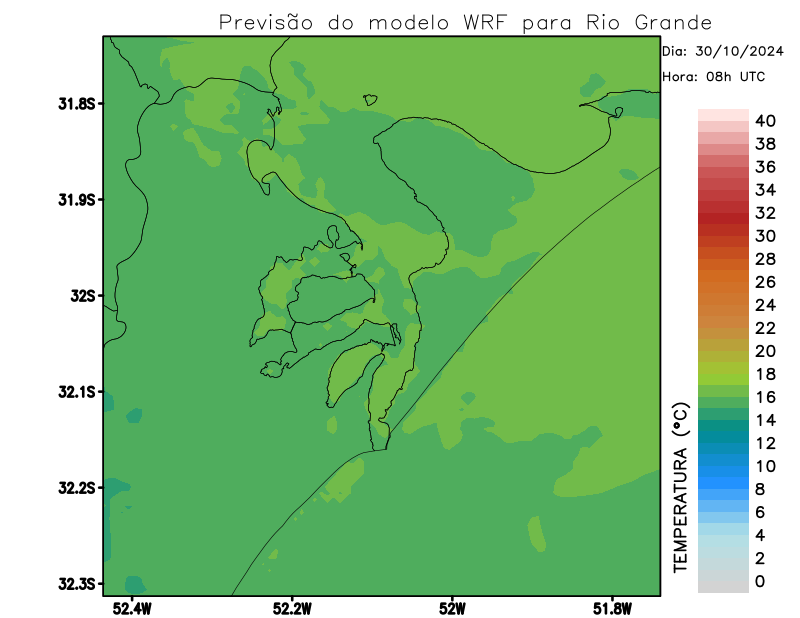 Previsão do modelo WRF para Rio Grande
Dia: 30/10/2024
Hora: 08h UTC
31.8S
31.9S
32S
32.1S
32.2S
32.3S
52.4W
52.2W
52W
51.8W
40
38
36
34
32
30
28
26
24
22
20
18
16
14
12
10
8
6
4
2
0
TEMPERATURA (°C)